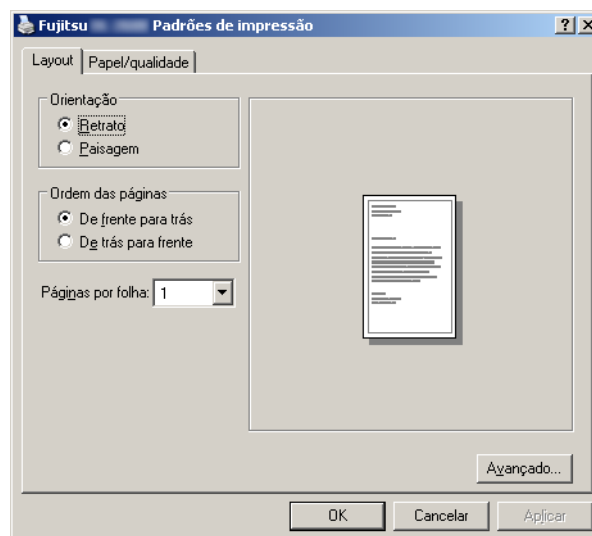 Fujitsu Padrões de impressão
Layout
Papel/qualidade
Orientação
Retrato
Paisagem
Ordem das páginas
De frente para trás
De trás para frente
Páginas por folha: 1
Avançado...
OK
Cancelar
Aplicar